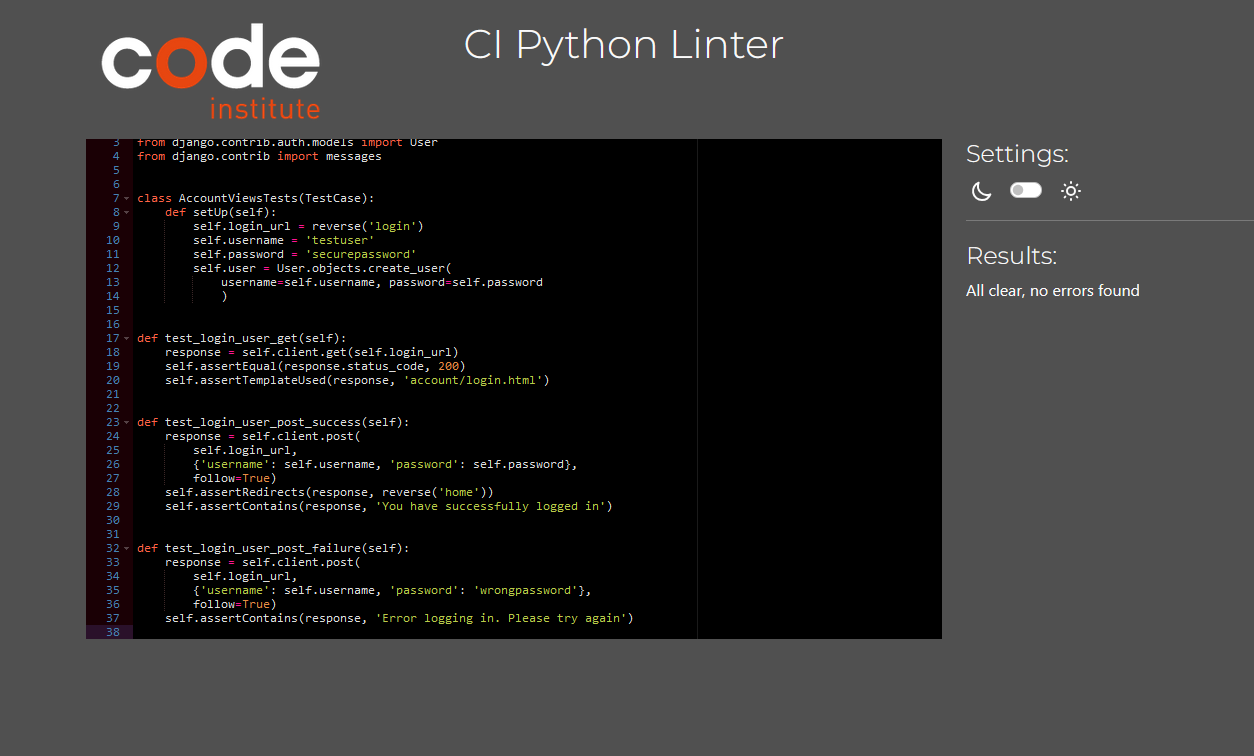 code
institute
CI Python Linter
3 from django.contrib.auth.models import User
4 from django.contrib import messages
5
6
7 class AccountViewsTests(TestCase):
8     def setUp(self):
9         self.login_url = reverse('login')
10         self.username = 'testuser'
11         self.password = 'securepassword'
12         self.user = User.objects.create_user(
13             username=self.username, password=self.password
14             )
15
16
17 def test_login_user_get(self):
18     response = self.client.get(self.login_url)
19     self.assertEqual(response.status_code, 200)
20     self.assertTemplateUsed(response, 'account/login.html')
21
22
23 def test_login_user_post_success(self):
24     response = self.client.post(
25         self.login_url,
26         {'username': self.username, 'password': self.password},
27         follow=True)
28     self.assertRedirects(response, reverse('home'))
29     self.assertContains(response, 'You have successfully logged in')
30
31
32 def test_login_user_post_failure(self):
33     response = self.client.post(
34         self.login_url,
35         {'username': self.username, 'password': 'wrongpassword'},
36         follow=True)
37     self.assertContains(response, 'Error logging in. Please try again')
38
Settings:
Results:
All clear, no errors found